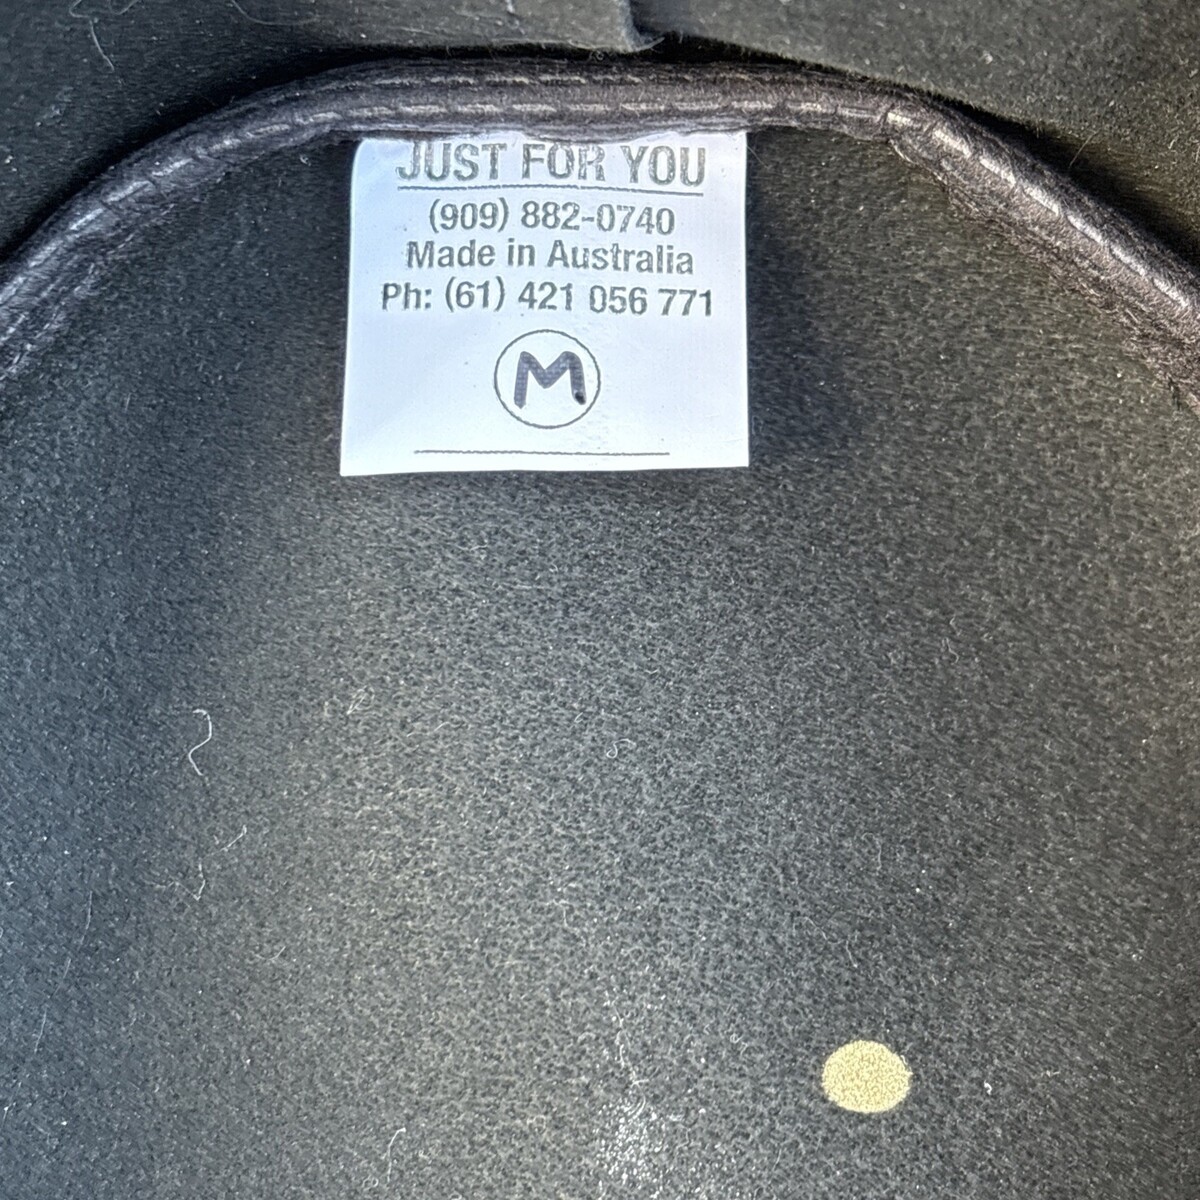 JUST FOR YOU
(909) 882-0740
Made in Australia
Ph: (61) 421 056 771
M